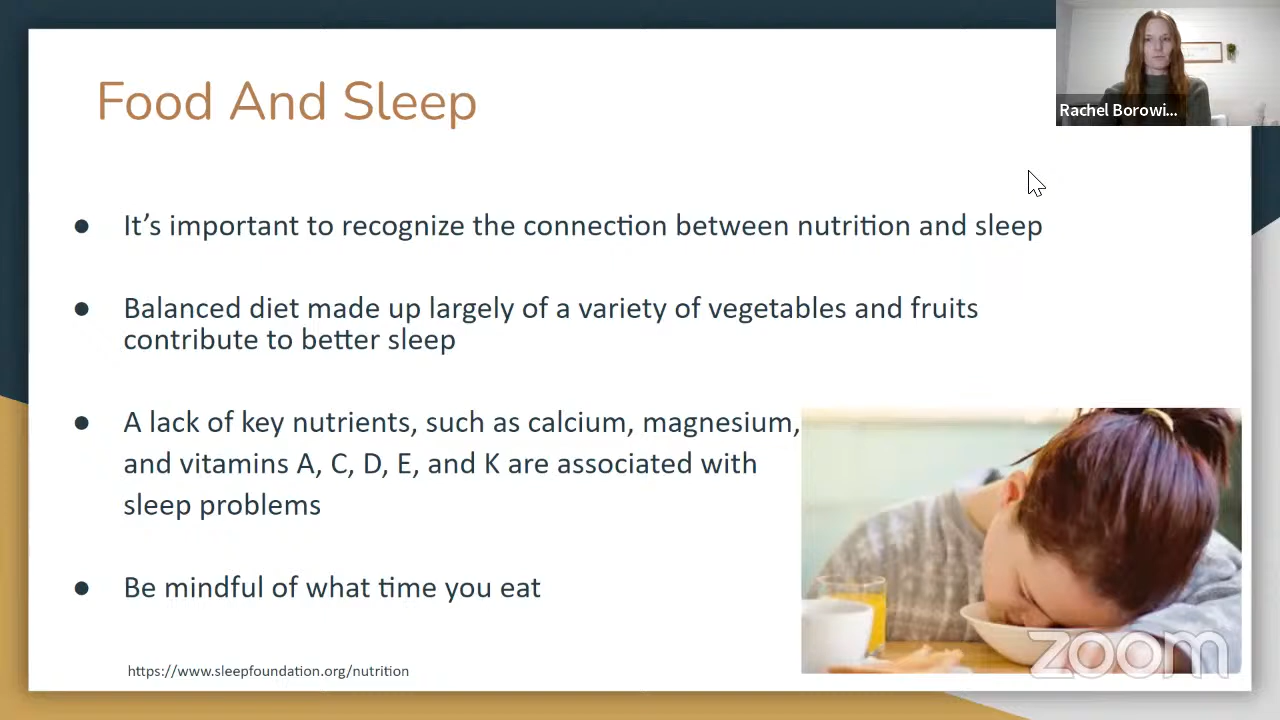 Food And Sleep
Rachel Borowi...
● It’s important to recognize the connection between nutrition and sleep
● Balanced diet made up largely of a variety of vegetables and fruits
contribute to better sleep
● A lack of key nutrients, such as calcium, magnesium,
and vitamins A, C, D, E, and K are associated with
sleep problems
● Be mindful of what time you eat
https://www.sleepfoundation.org/nutrition
zoom